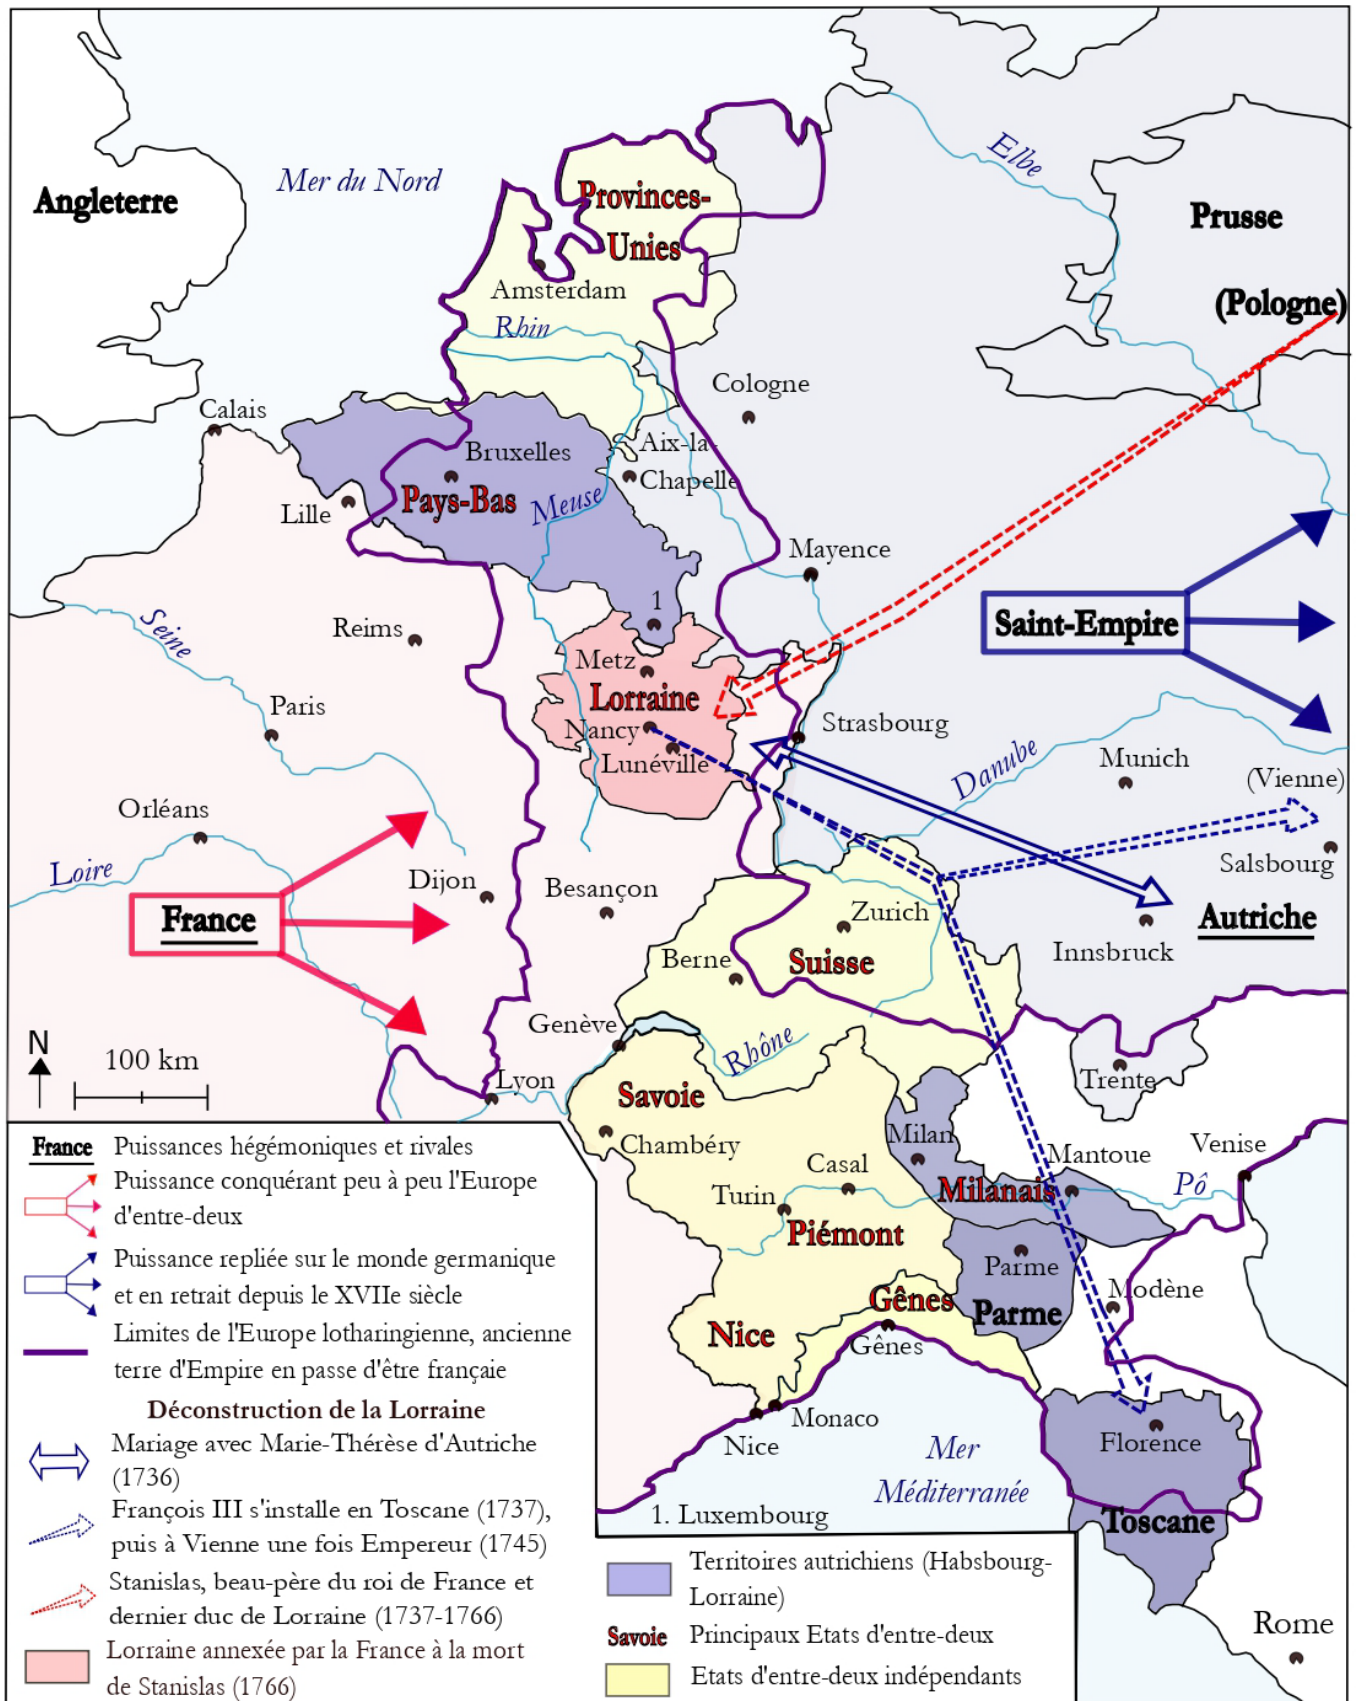 Mer du Nord
Elbe
Angleterre
Provinces-
Unies
Prusse
Amsterdam
(Pologne)
Rhin
Cologne
Calais
Bruxelles
Aix-la-
Chapelle
Pays-Bas
Meuse
Lille
Mayence
1
Saint-Empire
Seine
Reims
Metz
Lorraine
Paris
Nancy
Strasbourg
Lunéville
Danube
Munich
(Vienne)
Orléans
Salsbourg
Loire
Dijon
Besançon
Zurich
France
Autriche
Innsbruck
Berne
Suisse
Genève
N
100 km
Rhône
Lyon
Savoie
Trente
Chambéry
Milan
Casal
Mantoue
Venise
Turin
Milanais
Pô
Piémont
Parme
Modène
Gênes
Parme
Nice
Gênes
Monaco
Nice
Mer
Méditerranée
Florence
Toscane
Rome
France Puissances hégémoniques et rivales
Puissance conquérant peu à peu l'Europe
d'entre-deux
Puissance repliée sur le monde germanique
et en retrait depuis le XVIIe siècle
Limites de l'Europe lotharingienne, ancienne
terre d'Empire en passe d'être françaie
Déconstruction de la Lorraine
Mariage avec Marie-Thérèse d'Autriche
(1736)
François III s'installe en Toscane (1737),
puis à Vienne une fois Empereur (1745)
Stanislas, beau-père du roi de France et
dernier duc de Lorraine (1737-1766)
Lorraine annexée par la France à la mort
de Stanislas (1766)
1. Luxembourg
Territoires autrichiens (Habsbourg-
Lorraine)
Savoie Principaux Etats d'entre-deux
Etats d'entre-deux indépendants